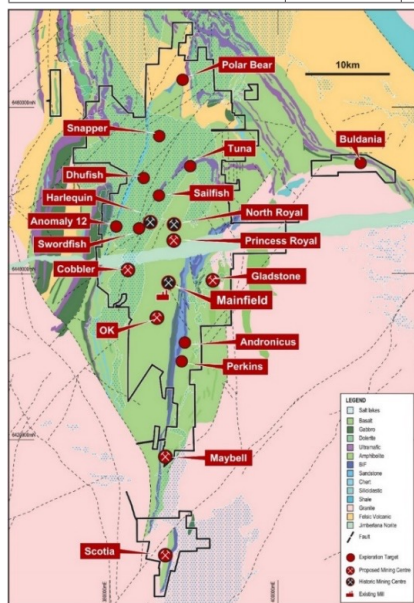 Polar Bear
10km
Snapper
Tuna
Buldania
Dhufish
Harlequin
Sailfish
Anomaly 12
North Royal
Swordfish
Princess Royal
Cobbler
Gladstone
Mainfield
OK
Andronicus
Perkins
Maybell
Scotia
LEGEND
Salt lakes
Basalt
Gabbro
Dolerite
Ultramafic
Amphibolite
BIF
Sandstone
Chert
Shale
Granite
Felsic Volcanic
Jimberlana Norite
Fault
Exploration Target
Proposed Mining Centre
Historic Mining Centre
Existing Mill